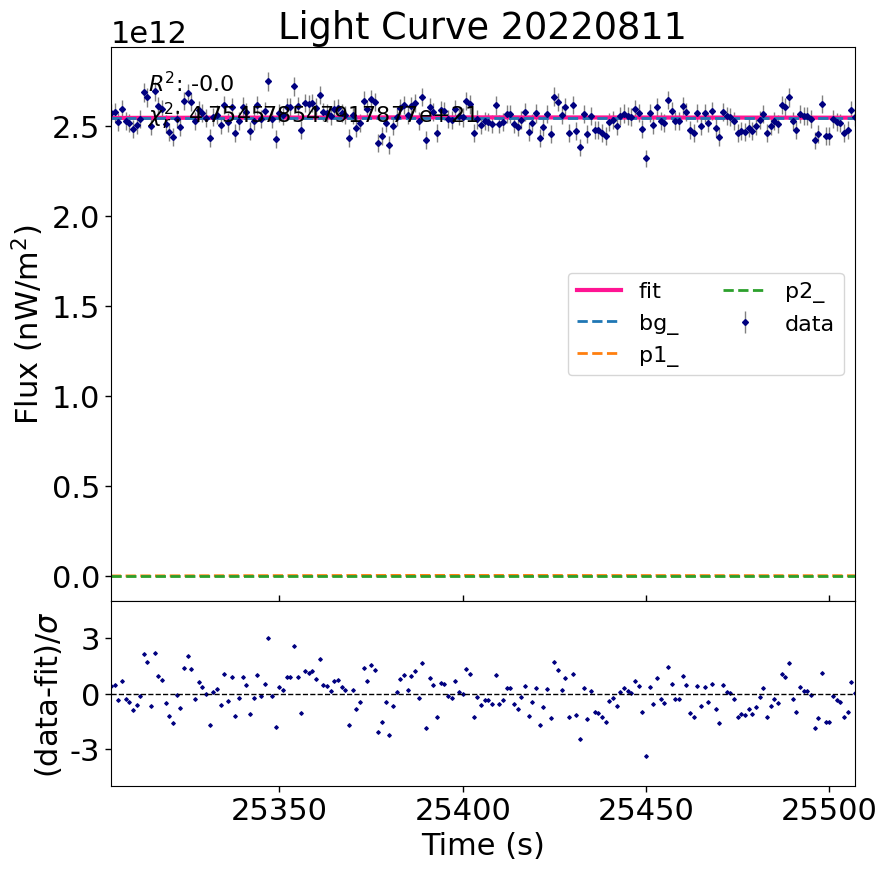 Light Curve 20220811
1e12
R²: -0.0
χ²:
2.5
2.0
1.5
1.0
0.5
0.0
Flux (nW/m²)
fit
bg_
p1_
p2_
data
3
0
-3
(data-fit)/σ
25350
25400
25450
25500
Time (s)